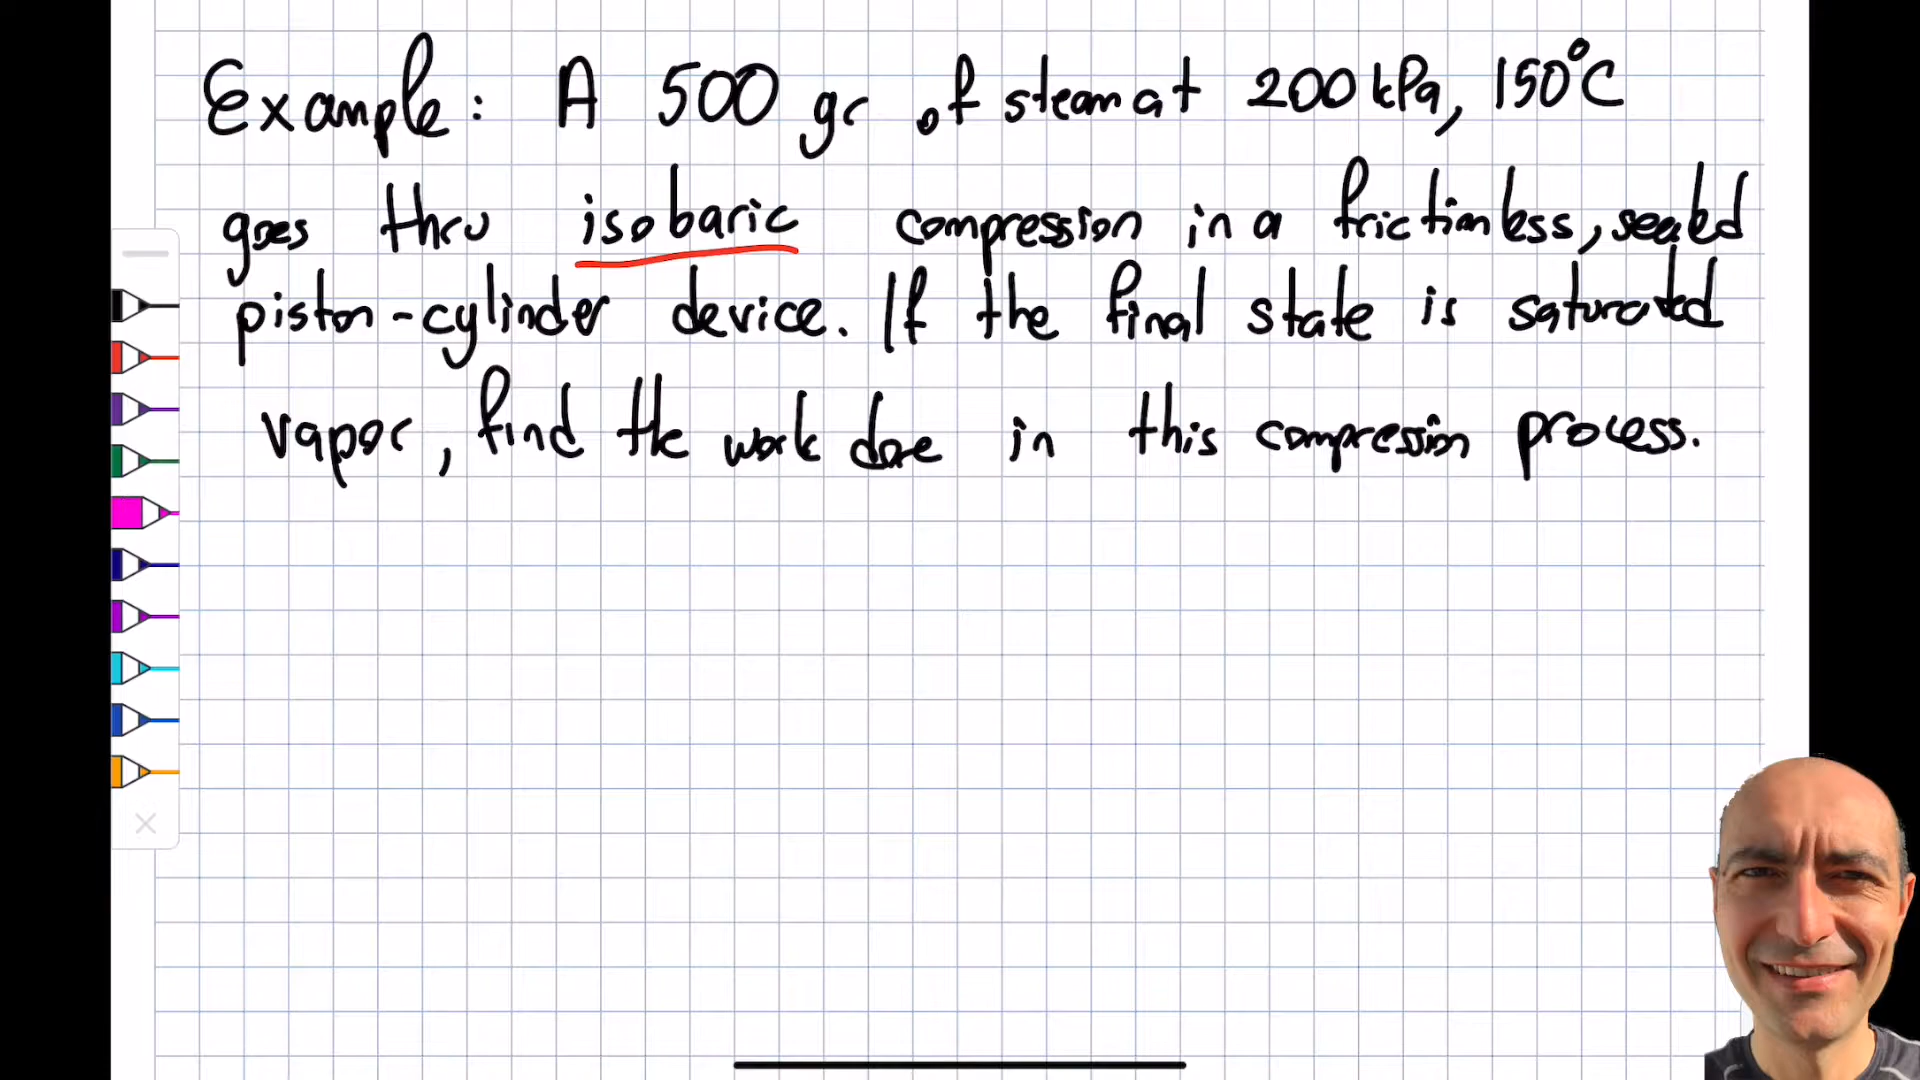 Example: A 500 gr of steam at 200 kPa, 150°C
goes thru isobaric compression in a frictionless, sealed
piston-cylinder device. If the final state is saturated
vapor, find the work done in this compression process.